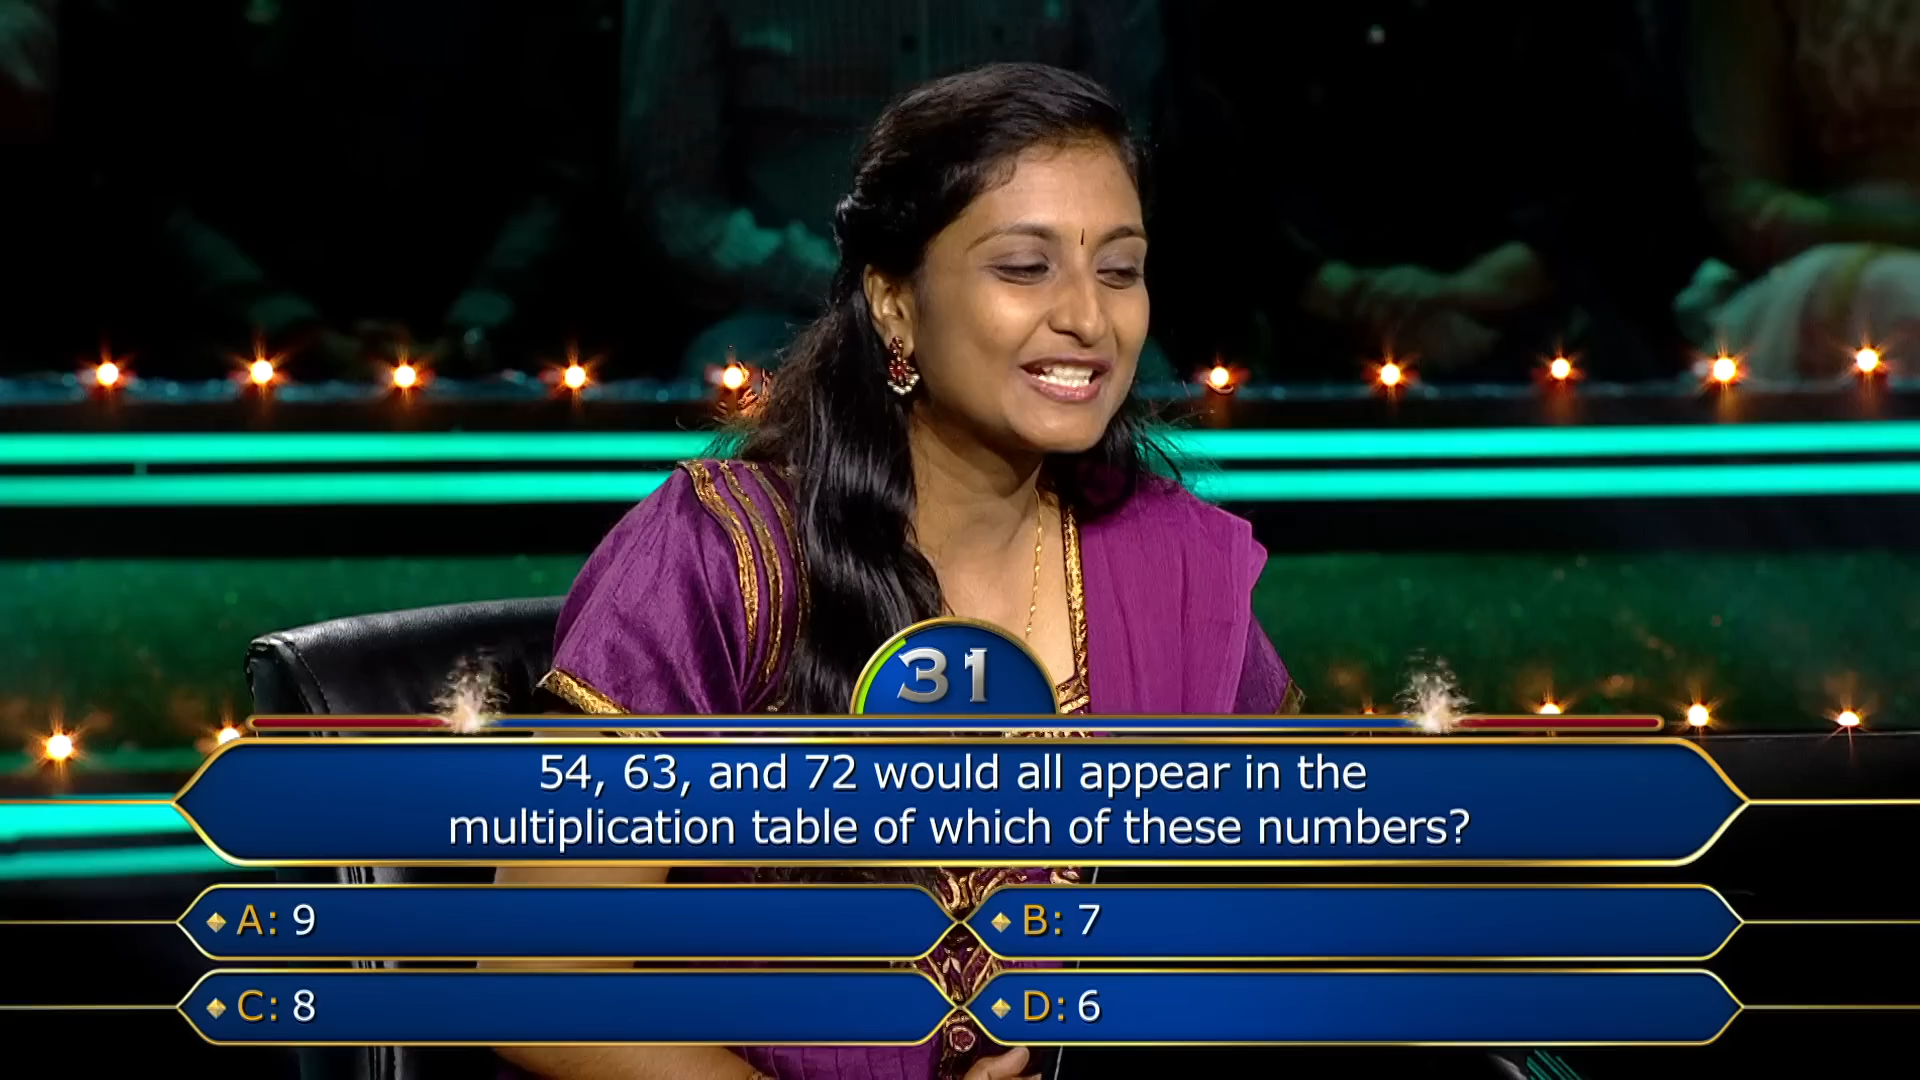 31
54, 63, and 72 would all appear in the
multiplication table of which of these numbers?
A: 9
B: 7
C: 8
D: 6